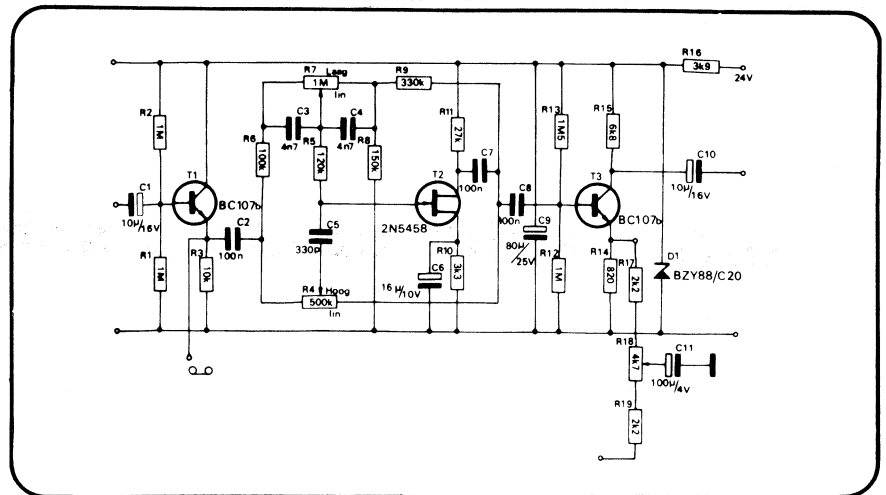 R16
3k9
24V
R7
Laag
1M
lin
R9
330k
R2
1M
C3
4n7
C4
4n7
R11
27k
R13
1M5
R15
6k8
R6
100k
R5
120k
R8
150k
C7
100n
T1
BC107b
C1
10µ/16V
C2
100n
T2
2N5458
C8
100n
T3
BC107b
C10
10µ/16V
C5
330p
C9
80µ/25V
R1
1M
R3
10k
R4
Hoog
500k
lin
C6
16µ/10V
R10
3k3
R12
1M
R14
820
R17
2k2
D1
BZY88/C20
R18
4k7
C11
100µ/4V
R19
2k2